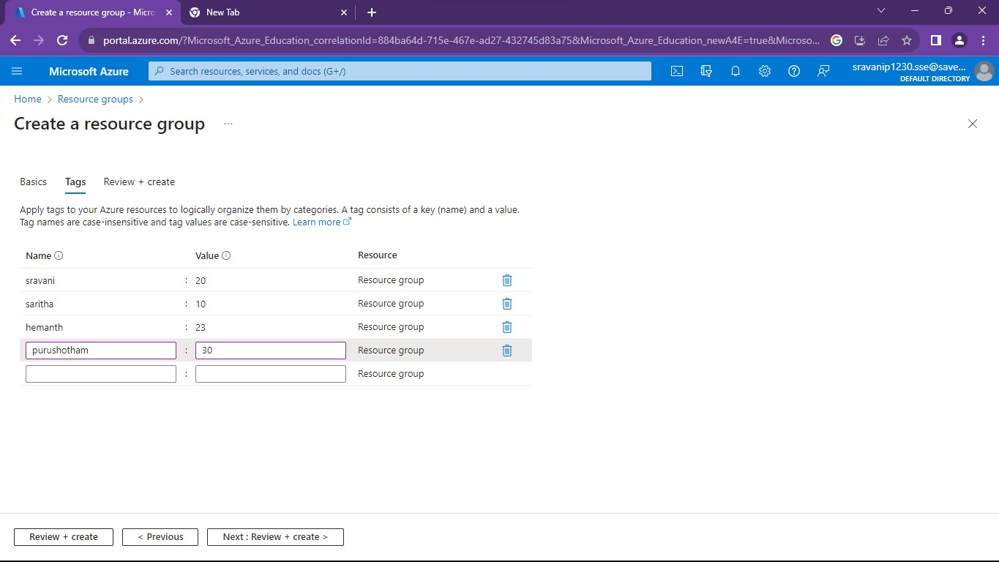 Create a resource group - Micro
New Tab
portal.azure.com/?Microsoft_Azure_Education_correlationId=884ba64d-715e-467e-ad27-432745d83a75&Microsoft_Azure_Education_newA4E=true&Microso...
Microsoft Azure
Search resources, services, and docs (G+/)
sravanip1230.sse@save...
DEFAULT DIRECTORY
Home > Resource groups >
Create a resource group ...
Basics Tags Review + create
Apply tags to your Azure resources to logically organize them by categories. A tag consists of a key (name) and a value.
Tag names are case-insensitive and tag values are case-sensitive. Learn more
Name Value Resource
sravani : 20 Resource group
saritha : 10 Resource group
hemanth : 23 Resource group
purushotham : 30 Resource group
: Resource group
Review + create < Previous Next : Review + create >